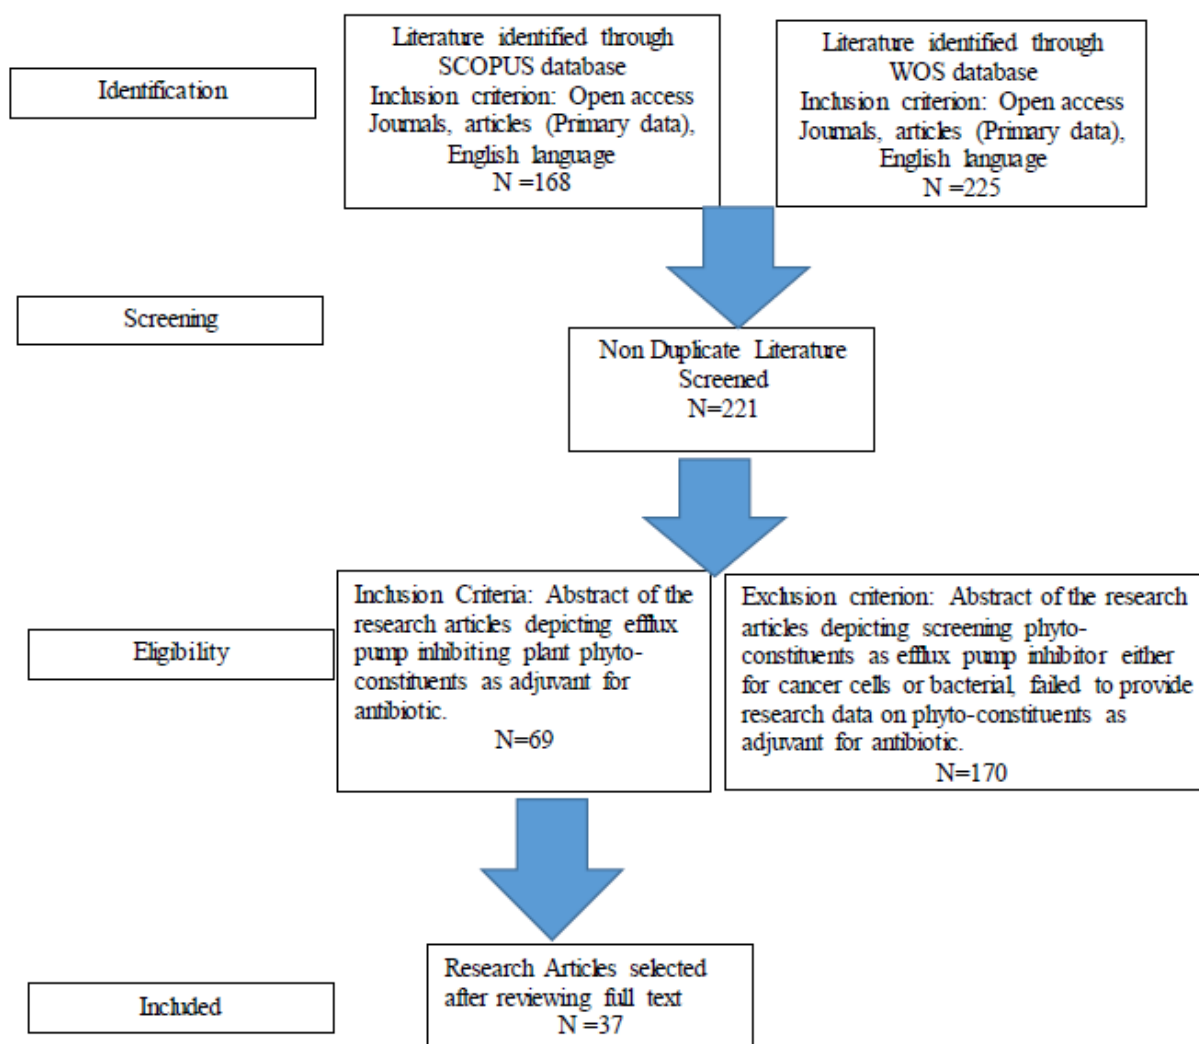 Identification
Literature identified through
SCOPUS database
Inclusion criterion: Open access
Journals, articles (Primary data),
English language
N =168
Literature identified through
WOS database
Inclusion criterion: Open access
Journals, articles (Primary data),
English language
N =225
Screening
Non Duplicate Literature
Screened
N=221
Eligibility
Inclusion Criteria: Abstract of the
research articles depicting efflux
pump inhibiting plant phyto-
constituents as adjuvant for
antibiotic.
N=69
Exclusion criterion: Abstract of the research
articles depicting screening phyto-
constituents as efflux pump inhibitor either
for cancer cells or bacterial, failed to provide
research data on phyto-constituents as
adjuvant for antibiotic.
N=170
Included
Research Articles selected
after reviewing full text
N =37